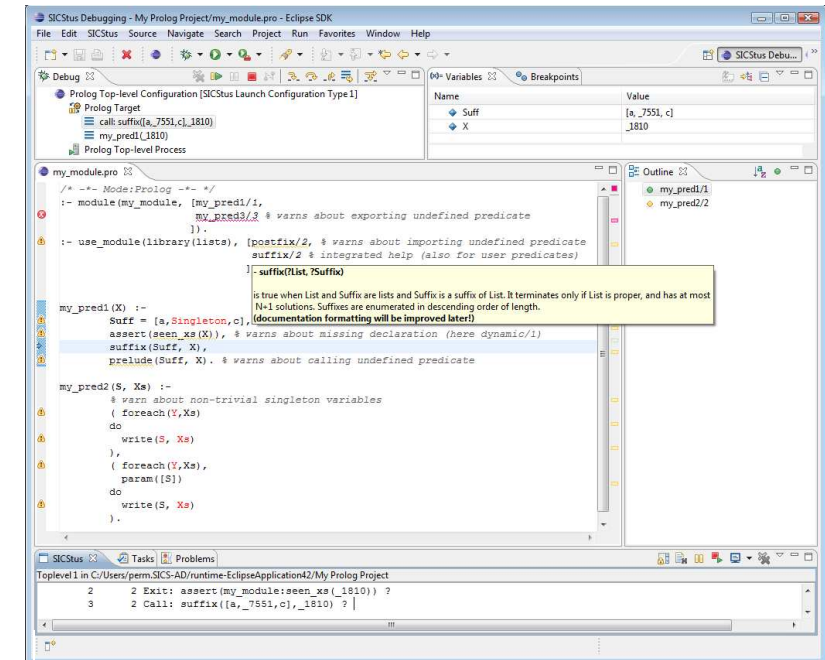 SICStus Debugging - My Prolog Project/my_module.pro - Eclipse SDK
File Edit SICStus Source Navigate Search Project Run Favorites Window Help
SICStus Debu...
Debug
Prolog Top-level Configuration [SICStus Launch Configuration Type1]
Prolog Target
call: suffix([a,_7551,c],_1810)
my_pred1(_1810)
Prolog Top-level Process
(x)= Variables Breakpoints
Name Value
Suff [a, _7551, c]
X _1810
my_module.pro
/* -*- Mode:Prolog -*- */
:- module(my_module, [my_pred1/1,
my_pred3/3 % warns about exporting undefined predicate
]).
:- use_module(library(lists), [postfix/2, % warns about importing undefined predicate
suffix/2 % integrated help (also for user predicates)
]
- suffix(?List, ?Suffix)
is true when List and Suffix are lists and Suffix is a suffix of List. It terminates only if List is proper, and has at most
N+1 solutions. Suffixes are enumerated in descending order of length.
(documentation formatting will be improved later!)
my_pred1(X) :-
Suff = [a,Singleton,c],
assert(seen_xs(X)), % warns about missing declaration (here dynamic/1)
suffix(Suff, X),
prelude(Suff, X). % warns about calling undefined predicate
my_pred2(S, Xs) :-
% warn about non-trivial singleton variables
( foreach(Y,Xs)
do
write(S, Xs)
),
( foreach(Y,Xs),
param([S])
do
write(S, Xs)
).
Outline
my_pred1/1
my_pred2/2
SICStus Tasks Problems
Toplevel 1 in C:/Users/perm.SICS-AD/runtime-EclipseApplication42/My Prolog Project
2 2 Exit: assert(my_module:seen_xs(_1810)) ?
3 2 Call: suffix([a,_7551,c],_1810) ?